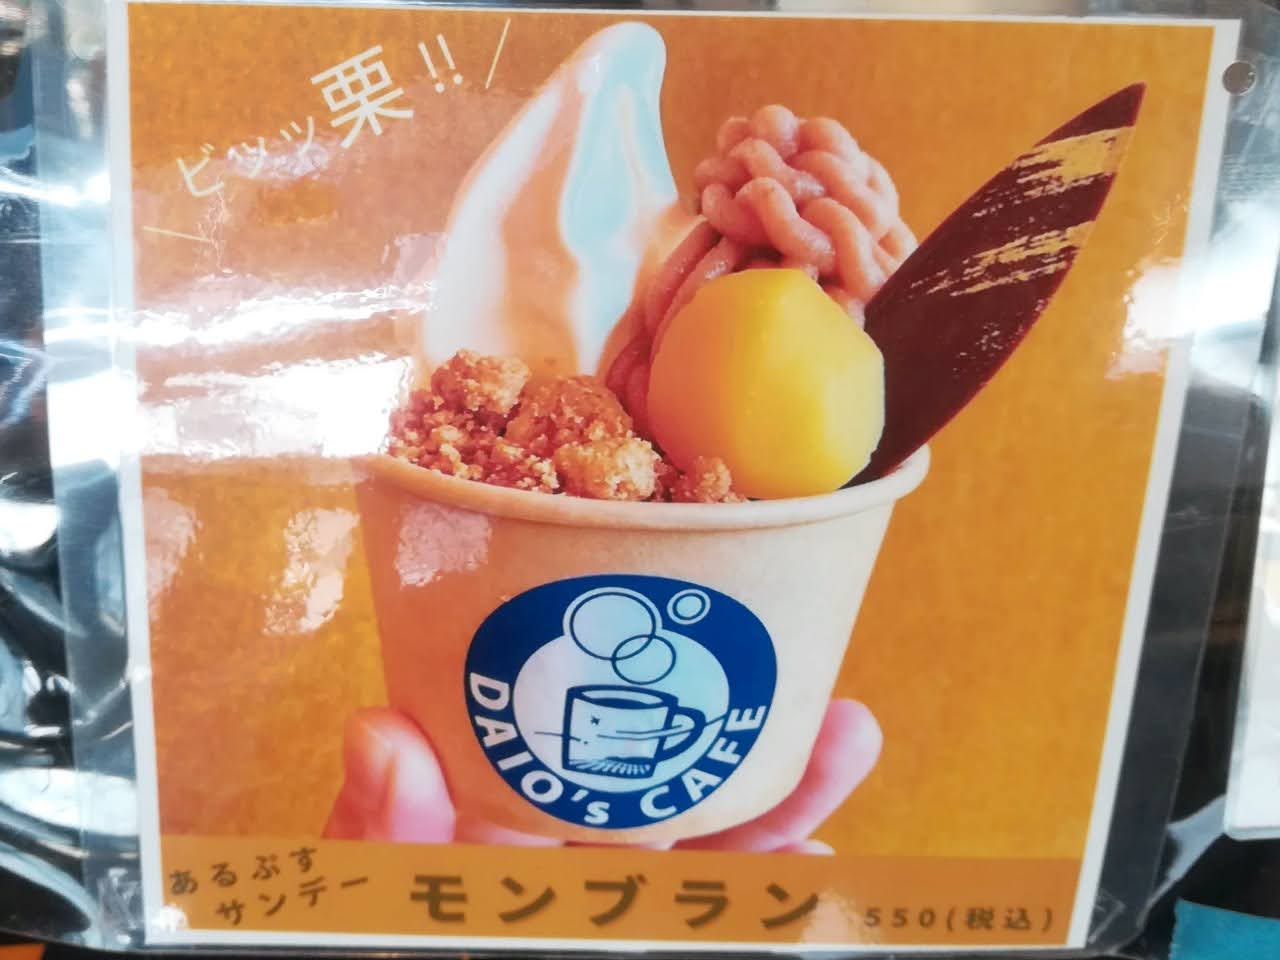 ビッツ栗!!
DAIO's CAFE
あるぷす
サンデー
モンブラン 550(税込)